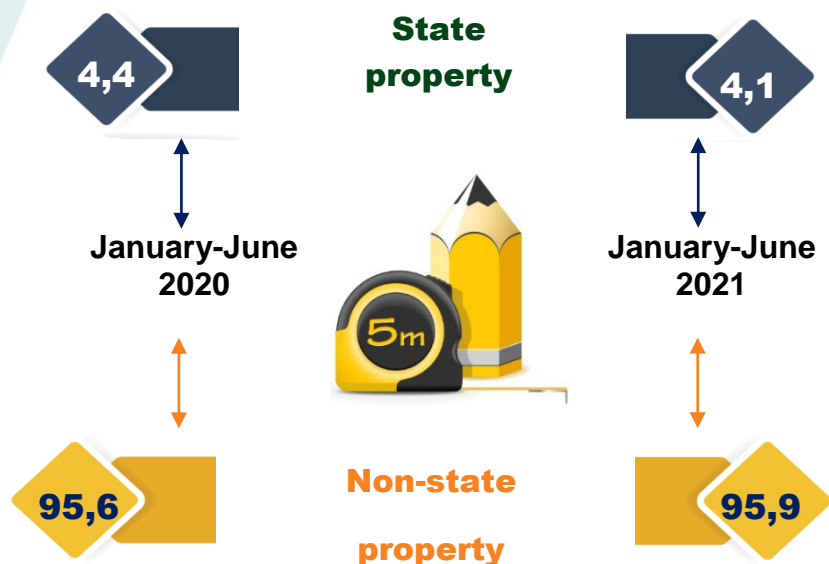 State
property
4,4
4,1
January-June
2020
January-June
2021
5m
95,6
Non-state
property
95,9